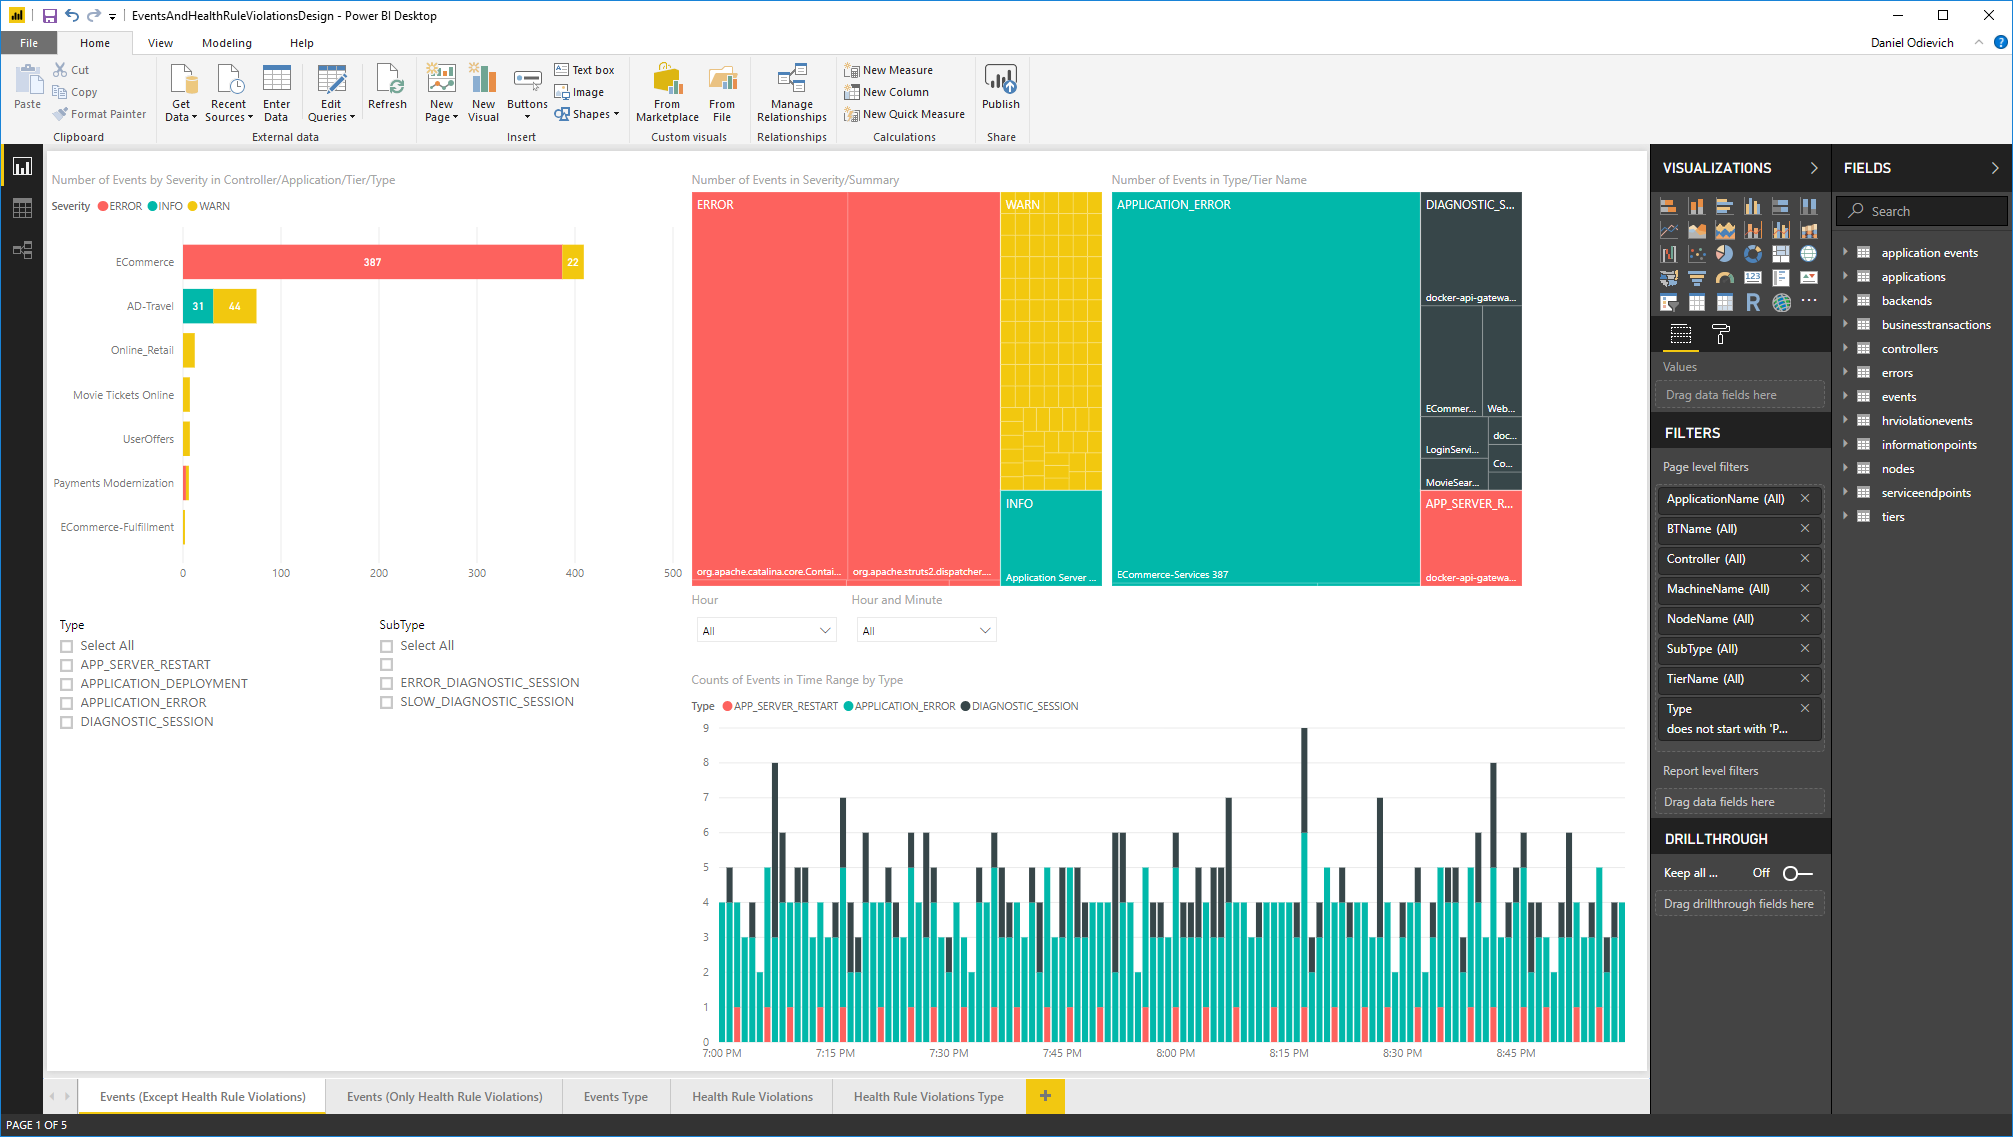 EventsAndHealthRuleViolationsDesign - Power BI Desktop
File Home View Modeling Help
Daniel Odievich
Paste
Cut
Copy
Format Painter
Clipboard
Get Data
Recent Sources
Enter Data
Edit Queries
Refresh
External data
New Page
New Visual
Buttons
Text box
Image
Shapes
Insert
From Marketplace
From File
Custom visuals
Manage Relationships
Relationships
New Measure
New Column
New Quick Measure
Calculations
Publish
Share
Number of Events by Severity in Controller/Application/Tier/Type
Severity ERROR INFO WARN
ECommerce 387 22
AD-Travel 31 44
Online_Retail
Movie Tickets Online
UserOffers
Payments Modernization
ECommerce-Fulfillment
0 100 200 300 400 500
Number of Events in Severity/Summary
ERROR
WARN
INFO
org.apache.catalina.core.Contai...
org.apache.struts2.dispatcher....
Application Server ...
Number of Events in Type/Tier Name
APPLICATION_ERROR
ECommerce-Services 387
DIAGNOSTIC_S...
docker-api-gatewa...
ECommer...
Web...
LoginServi...
doc...
Co...
MovieSear...
APP_SERVER_R...
docker-api-gatewa...
Type
Select All
APP_SERVER_RESTART
APPLICATION_DEPLOYMENT
APPLICATION_ERROR
DIAGNOSTIC_SESSION
SubType
Select All
ERROR_DIAGNOSTIC_SESSION
SLOW_DIAGNOSTIC_SESSION
Hour
All
Hour and Minute
All
Counts of Events in Time Range by Type
Type APP_SERVER_RESTART APPLICATION_ERROR DIAGNOSTIC_SESSION
9
8
7
6
5
4
3
2
1
0
7:00 PM 7:15 PM 7:30 PM 7:45 PM 8:00 PM 8:15 PM 8:30 PM 8:45 PM
VISUALIZATIONS
123
R
Values
Drag data fields here
FILTERS
Page level filters
ApplicationName (All)
BTName (All)
Controller (All)
MachineName (All)
NodeName (All)
SubType (All)
TierName (All)
Type
does not start with 'P...
Report level filters
Drag data fields here
DRILLTHROUGH
Keep all ... Off
Drag drillthrough fields here
FIELDS
Search
application events
applications
backends
businesstransactions
controllers
errors
events
hrviolationevents
informationpoints
nodes
serviceendpoints
tiers
Events (Except Health Rule Violations)
Events (Only Health Rule Violations)
Events Type
Health Rule Violations
Health Rule Violations Type
+
PAGE 1 OF 5